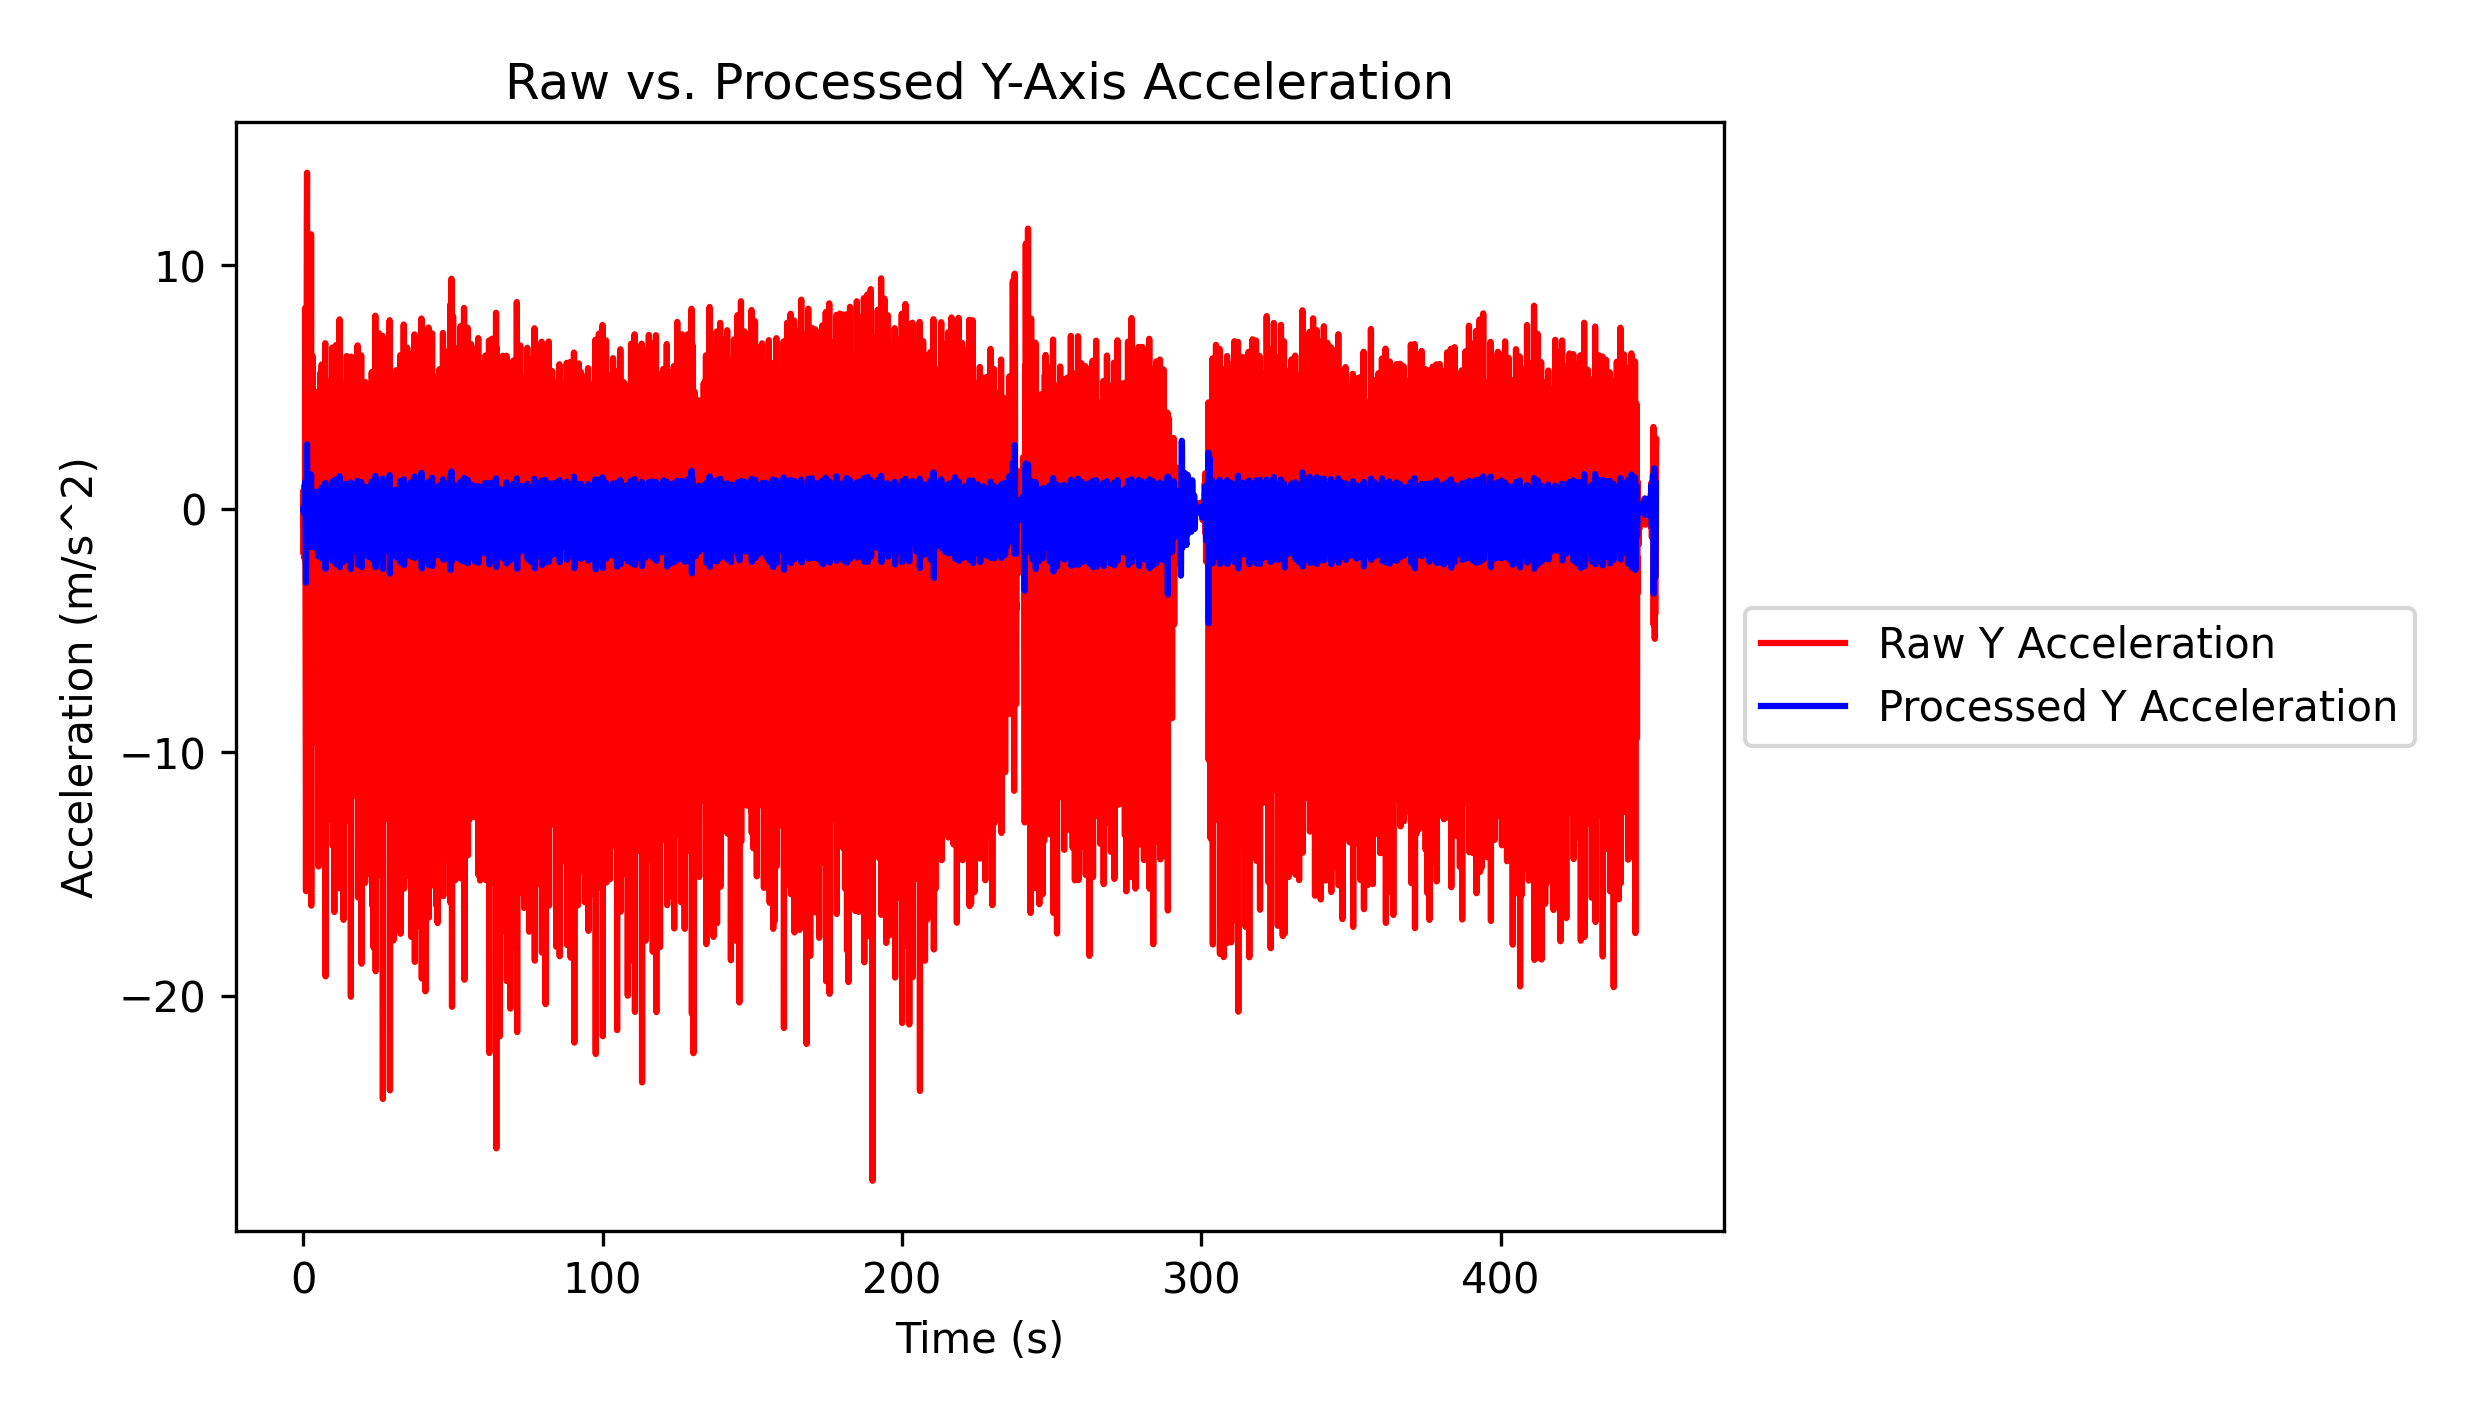 Raw vs. Processed Y-Axis Acceleration
Acceleration (m/s^2)
10
0
−10
−20
0 100 200 300 400
Time (s)
Raw Y Acceleration
Processed Y Acceleration